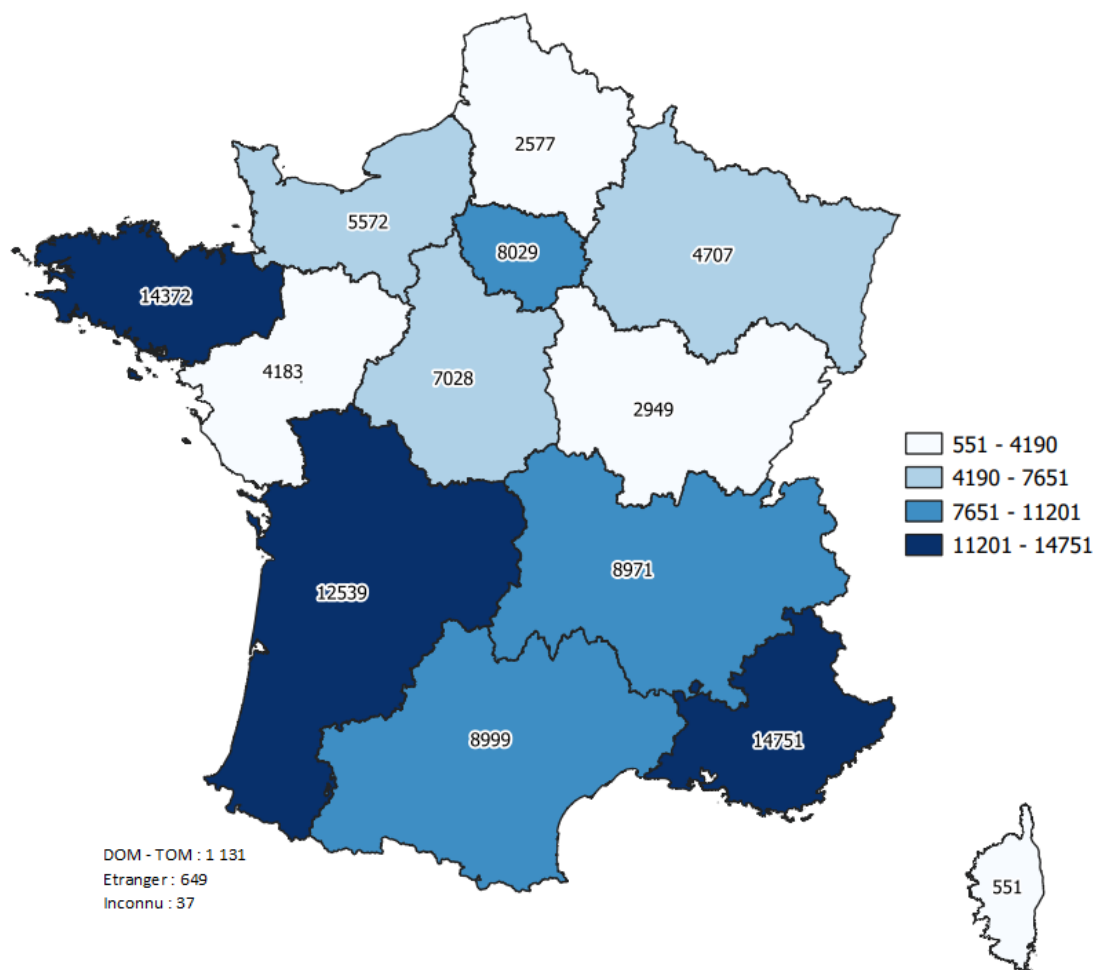 2577
5572
8029
4707
14372
4183
7028
2949
551 - 4190
4190 - 7651
7651 - 11201
11201 - 14751
8971
12539
8999
14751
DOM - TOM : 1 131
Etranger : 649
Inconnu : 37
551